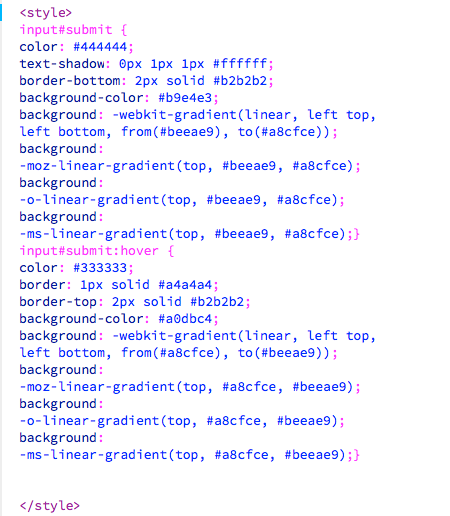 <style>
input#submit {
color: #444444;
text-shadow: 0px 1px 1px #ffffff;
border-bottom: 2px solid #b2b2b2;
background-color: #b9e4e3;
background: -webkit-gradient(linear, left top,
left bottom, from(#beeae9), to(#a8cfce));
background:
-moz-linear-gradient(top, #beeae9, #a8cfce);
background:
-o-linear-gradient(top, #beeae9, #a8cfce);
background:
-ms-linear-gradient(top, #beeae9, #a8cfce);}
input#submit:hover {
color: #333333;
border: 1px solid #a4a4a4;
border-top: 2px solid #b2b2b2;
background-color: #a0dbc4;
background: -webkit-gradient(linear, left top,
left bottom, from(#a8cfce), to(#beeae9));
background:
-moz-linear-gradient(top, #a8cfce, #beeae9);
background:
-o-linear-gradient(top, #a8cfce, #beeae9);
background:
-ms-linear-gradient(top, #a8cfce, #beeae9);}
</style>